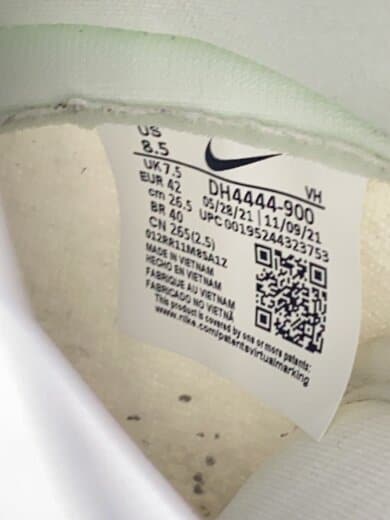 US
8.5
UK 7.5
EUR 42
cm 26.5
BR 40
CN 265(2.5)
VH
DH4444-900
05/28/21 | 11/09/21
UPC 00195244323753
012RR11M8SA1Z
MADE IN VIETNAM
HECHO EN VIETNAM
FABRIQUE AU VIETNAM
FABRICADO NO VIETNÃ
This product is covered by one or more patents:
www.nike.com/patentsvirtualmarking